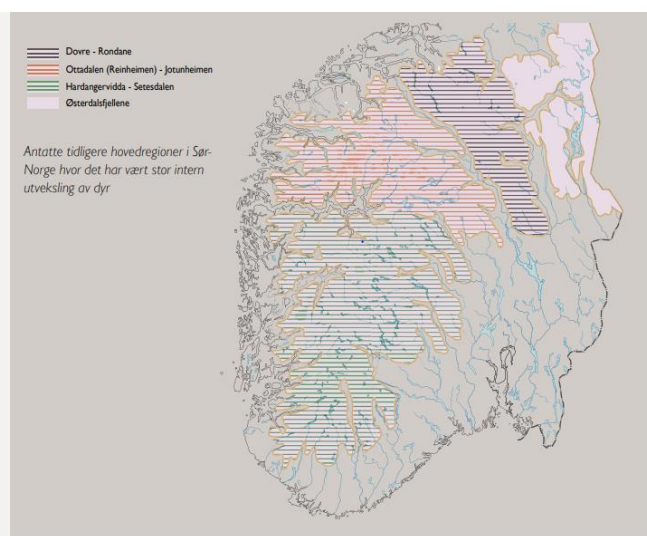 Dovre - Rondane
Ottadalen (Reinheimen) - Jotunheimen
Hardangervidda - Setesdalen
Østerdalsfjellene
Antatte tidligere hovedregioner i Sør-
Norge hvor det har vært stor intern
utveksling av dyr